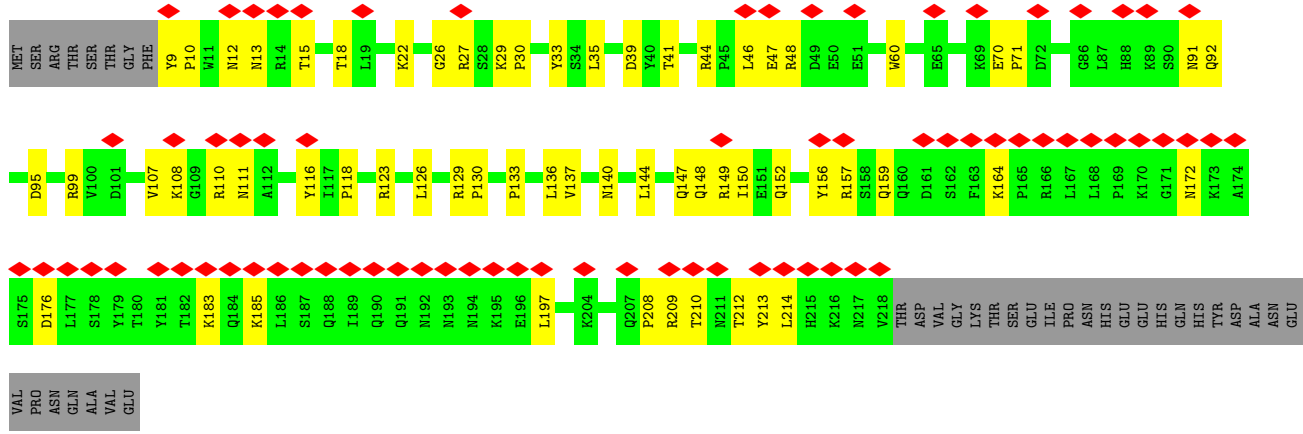 MET SER ARG THR SER THR GLY PHE Y9 P10 W11 N12 N13 R14 T15 T18 L19 K22 G26 R27 S28 K29 P30 Y33 S34 L35 D39 Y40 T41 R44 P45 L46 E47 R48 D49 E50 E51 W60 E65 K69 E70 P71 D72 G86 L87 H88 K89 S90 N91 Q92
D95 R99 V100 D101 V107 K108 G109 R110 N111 A112 Y116 I117 P118 R123 L126 R129 P130 P133 L136 V137 N140 L144 Q147 Q148 R149 I150 E151 Q152 Y156 R157 S158 Q159 Q160 D161 S162 F163 K164 P165 R166 L167 L168 P169 K170 G171 N172 K173 A174
S175 D176 L177 S178 Y179 T180 Y181 T182 K183 Q184 K185 L186 S187 Q188 I189 Q190 Q191 N192 N193 N194 K195 E196 L197 K204 Q207 P208 R209 T210 N211 T212 Y213 L214 H215 K216 N217 V218 THR ASP VAL GLY LYS THR SER GLU ILE PRO ASN HIS GLU GLU HIS GLN HIS TYR ASP ALA ASN GLU
VAL PRO ASN GLN ALA VAL GLU